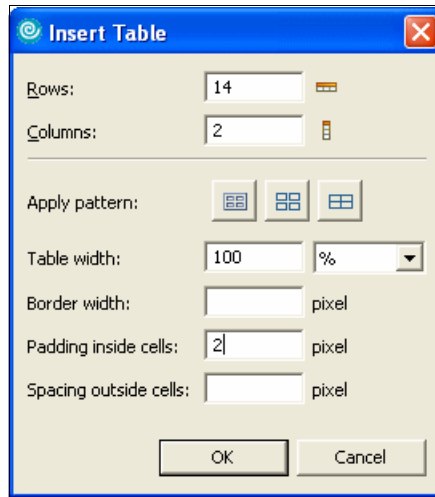 Insert Table
Rows: 14
Columns: 2
Apply pattern:
Table width: 100 %
Border width: pixel
Padding inside cells: 2 pixel
Spacing outside cells: pixel
OK Cancel